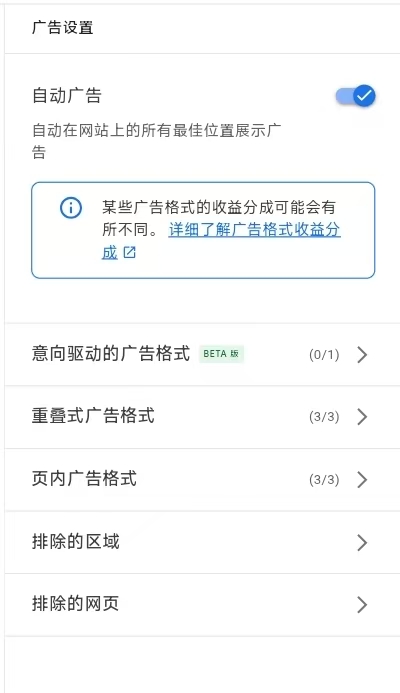 广告设置
自动广告
自动在网站上的所有最佳位置展示广
告
某些广告格式的收益分成可能会有
所不同。 详细了解广告格式收益分
成
意向驱动的广告格式 BETA 版 (0/1)
重叠式广告格式 (3/3)
页内广告格式 (3/3)
排除的区域
排除的网页